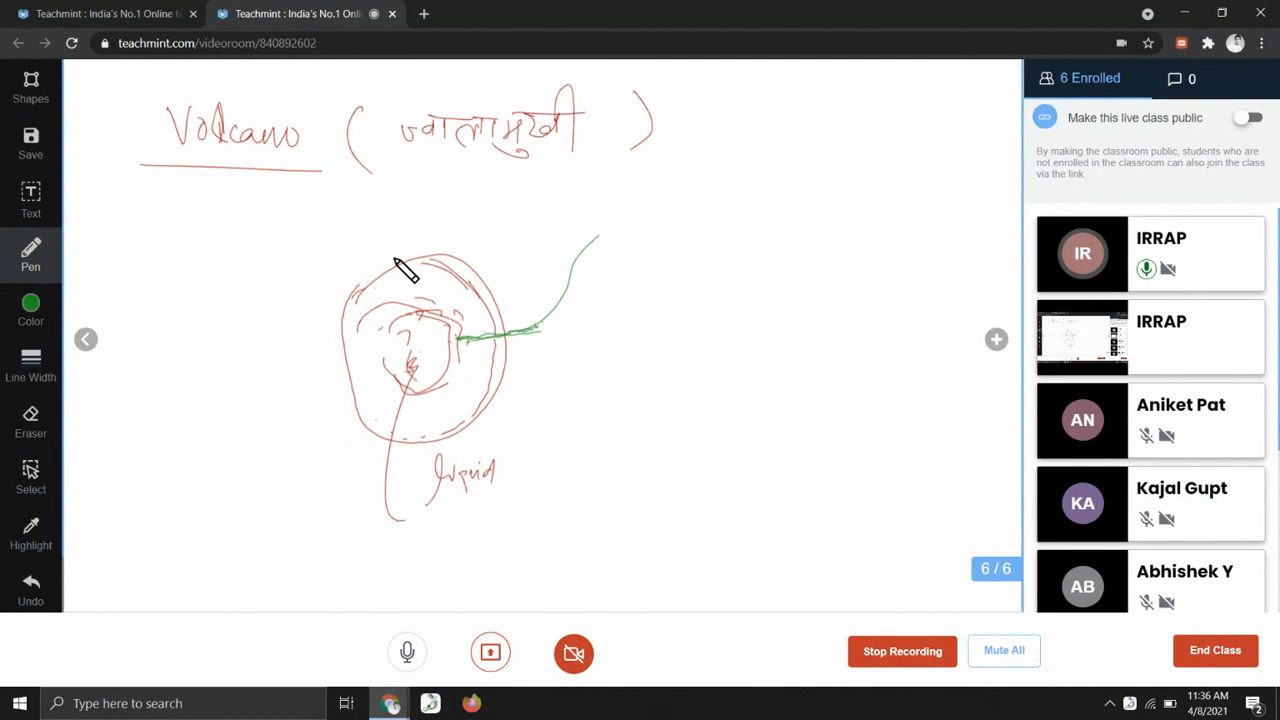 Teachmint : India's No.1 Online t
Teachmint : India's No.1 Onli
teachmint.com/videoroom/840892602
Shapes
Save
Text
Pen
Color
Line Width
Eraser
Select
Highlight
Undo
Volcano ( ज्वालामुखी )
liquid
6 / 6
6 Enrolled
0
Make this live class public
By making the classroom public, students who are
not enrolled in the classroom can also join the class
via the link
IR
IRRAP
IRRAP
AN
Aniket Pat
KA
Kajal Gupt
AB
Abhishek Y
Stop Recording
Mute All
End Class
Type here to search
11:36 AM
4/8/2021
2